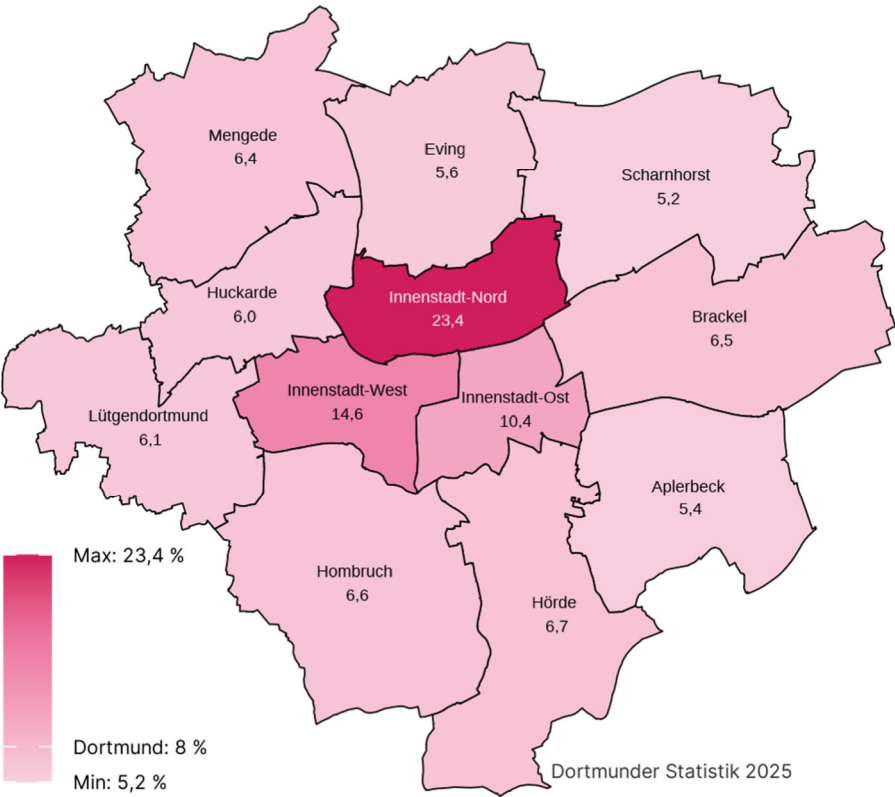 Mengede
6,4
Eving
5,6
Scharnhorst
5,2
Huckarde
6,0
Innenstadt-Nord
23,4
Brackel
6,5
Innenstadt-West
14,6
Innenstadt-Ost
10,4
Lütgendortmund
6,1
Aplerbeck
5,4
Hombruch
6,6
Hörde
6,7
Max: 23,4 %
Dortmund: 8 %
Min: 5,2 %
Dortmunder Statistik 2025